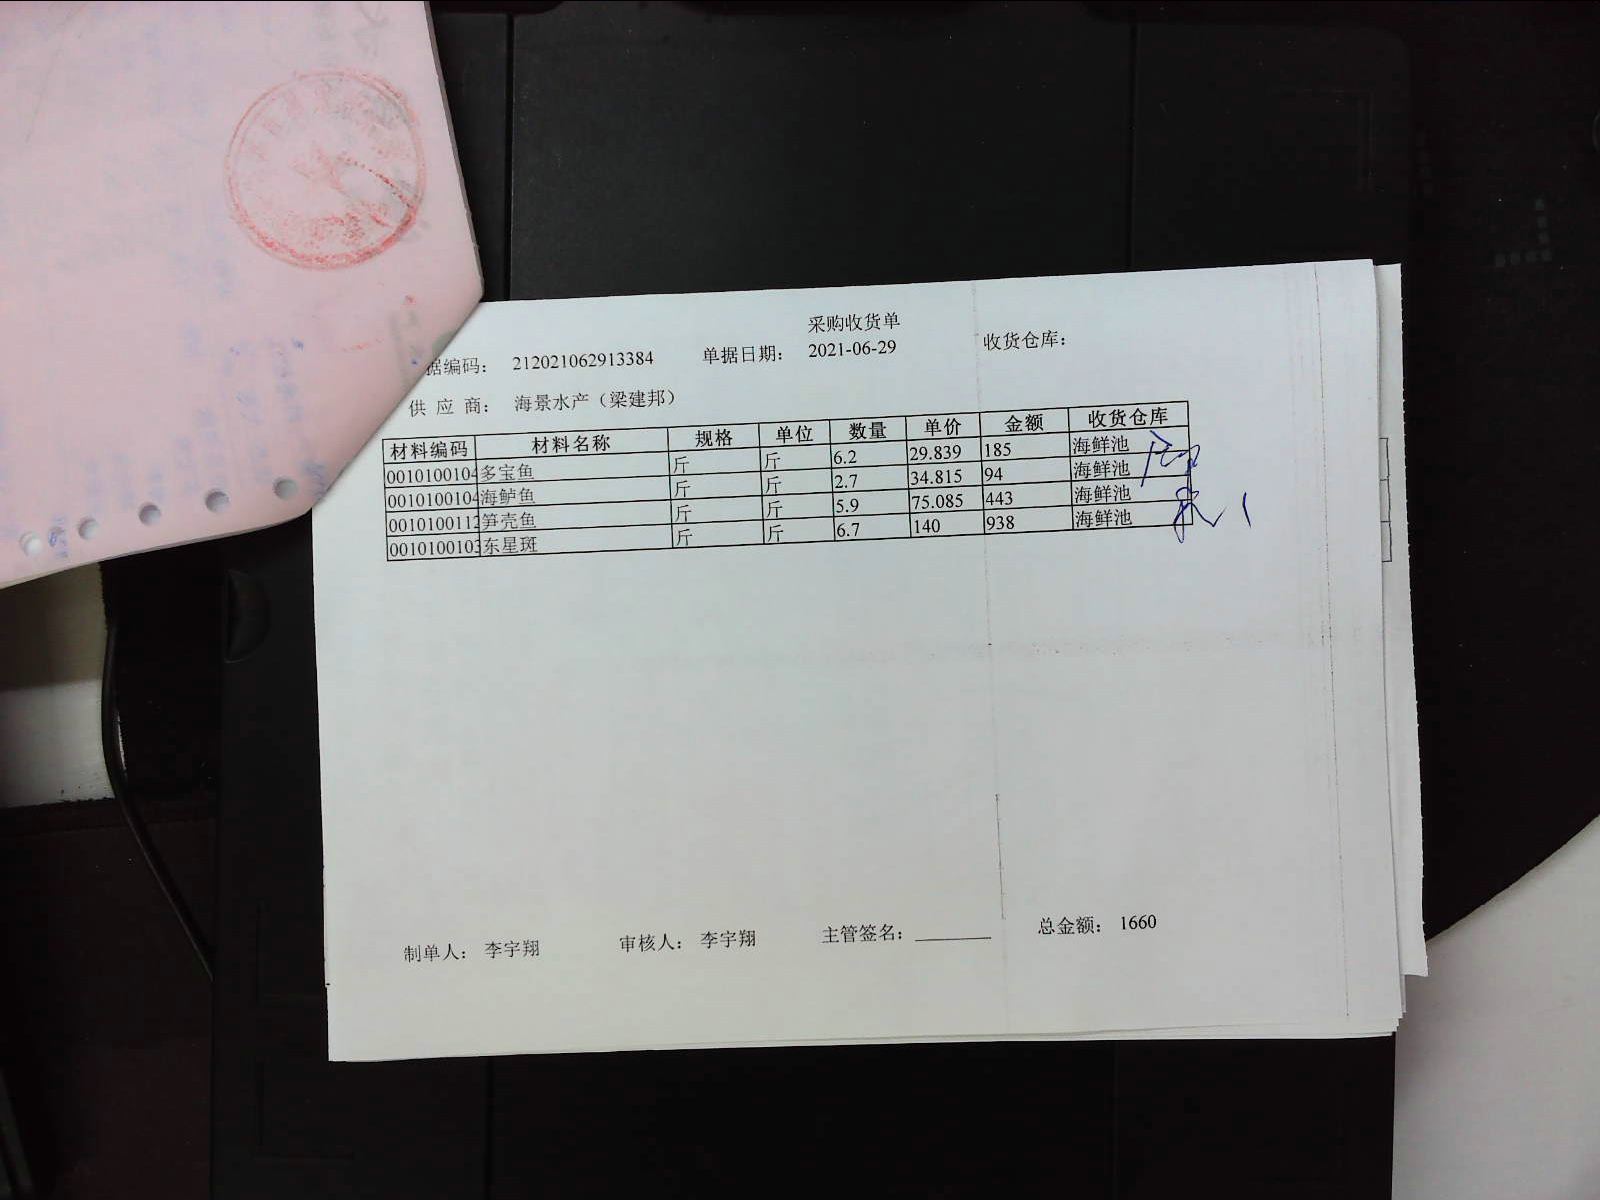 采购收货单
据编码： 212021062913384 单据日期： 2021-06-29 收货仓库：
供 应 商： 海景水产（梁建邦）
材料编码 材料名称 规格 单位 数量 单价 金额 收货仓库
0010100104 多宝鱼 斤 斤 6.2 29.839 185 海鲜池
0010100104 海鲈鱼 斤 斤 2.7 34.815 94 海鲜池
0010100112 笋壳鱼 斤 斤 5.9 75.085 443 海鲜池
0010100103 东星斑 斤 斤 6.7 140 938 海鲜池
制单人： 李宇翔 审核人： 李宇翔 主管签名： 总金额： 1660